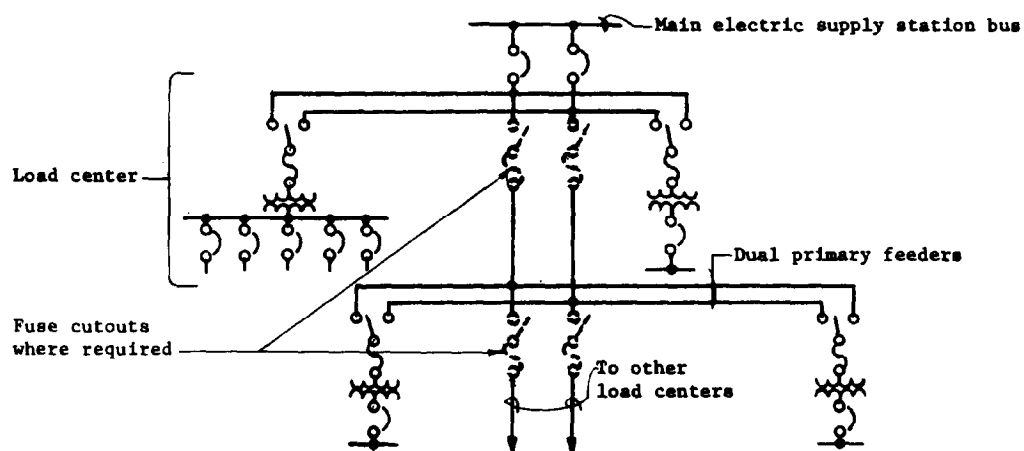 Main electric supply station bus
Load center
Dual primary feeders
Fuse cutouts
where required
To other
load centers